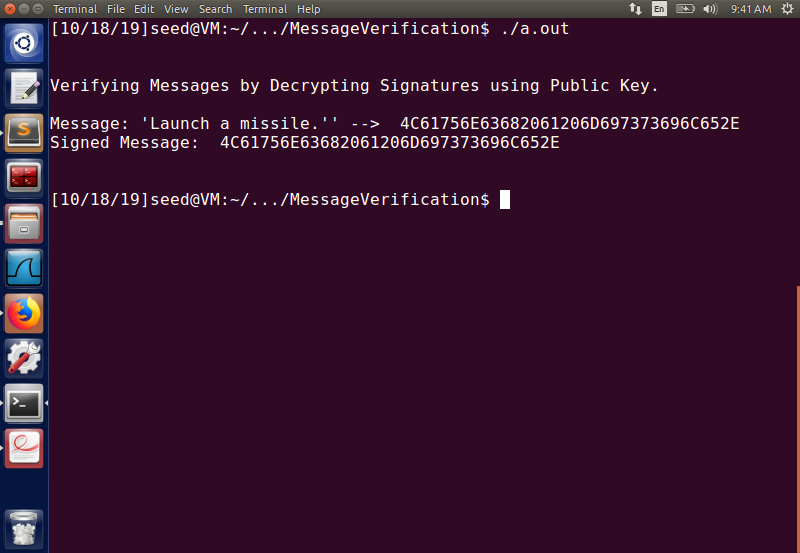 Terminal File Edit View Search Terminal Help En 9:41 AM
[10/18/19]seed@VM:~/.../MessageVerification$ ./a.out
Verifying Messages by Decrypting Signatures using Public Key.
Message: 'Launch a missile.'' --> 4C61756E63682061206D697373696C652E
Signed Message: 4C61756E63682061206D697373696C652E
[10/18/19]seed@VM:~/.../MessageVerification$